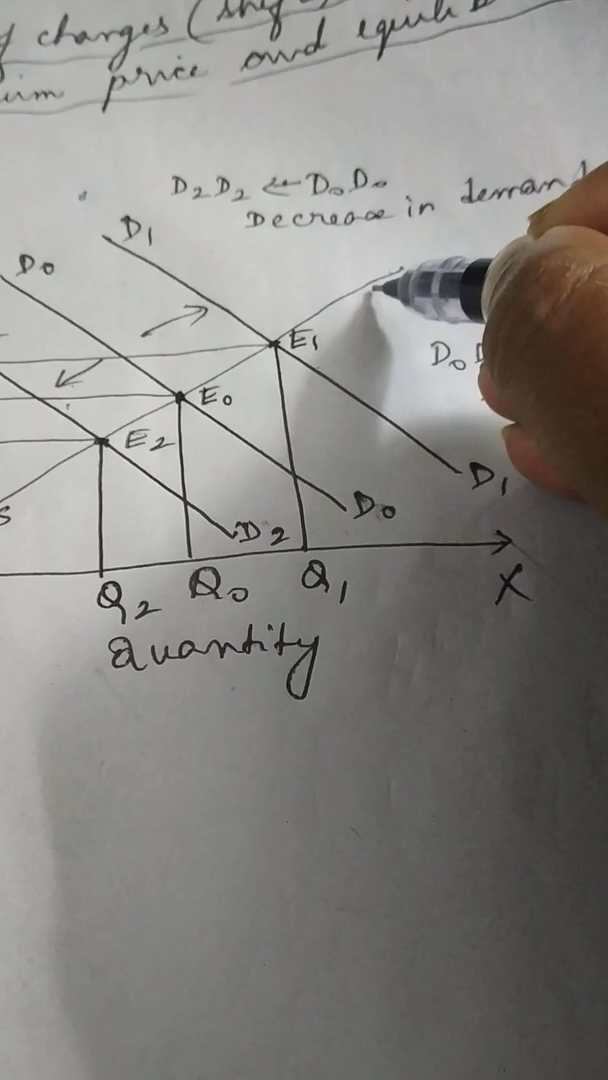 changes (
price and
D2D2 ← D0D0
Decrease in deman
D1
D0
E1
D0
E0
E2
D1
S
D2
D0
Q2 Q0 Q1
X
Quantity